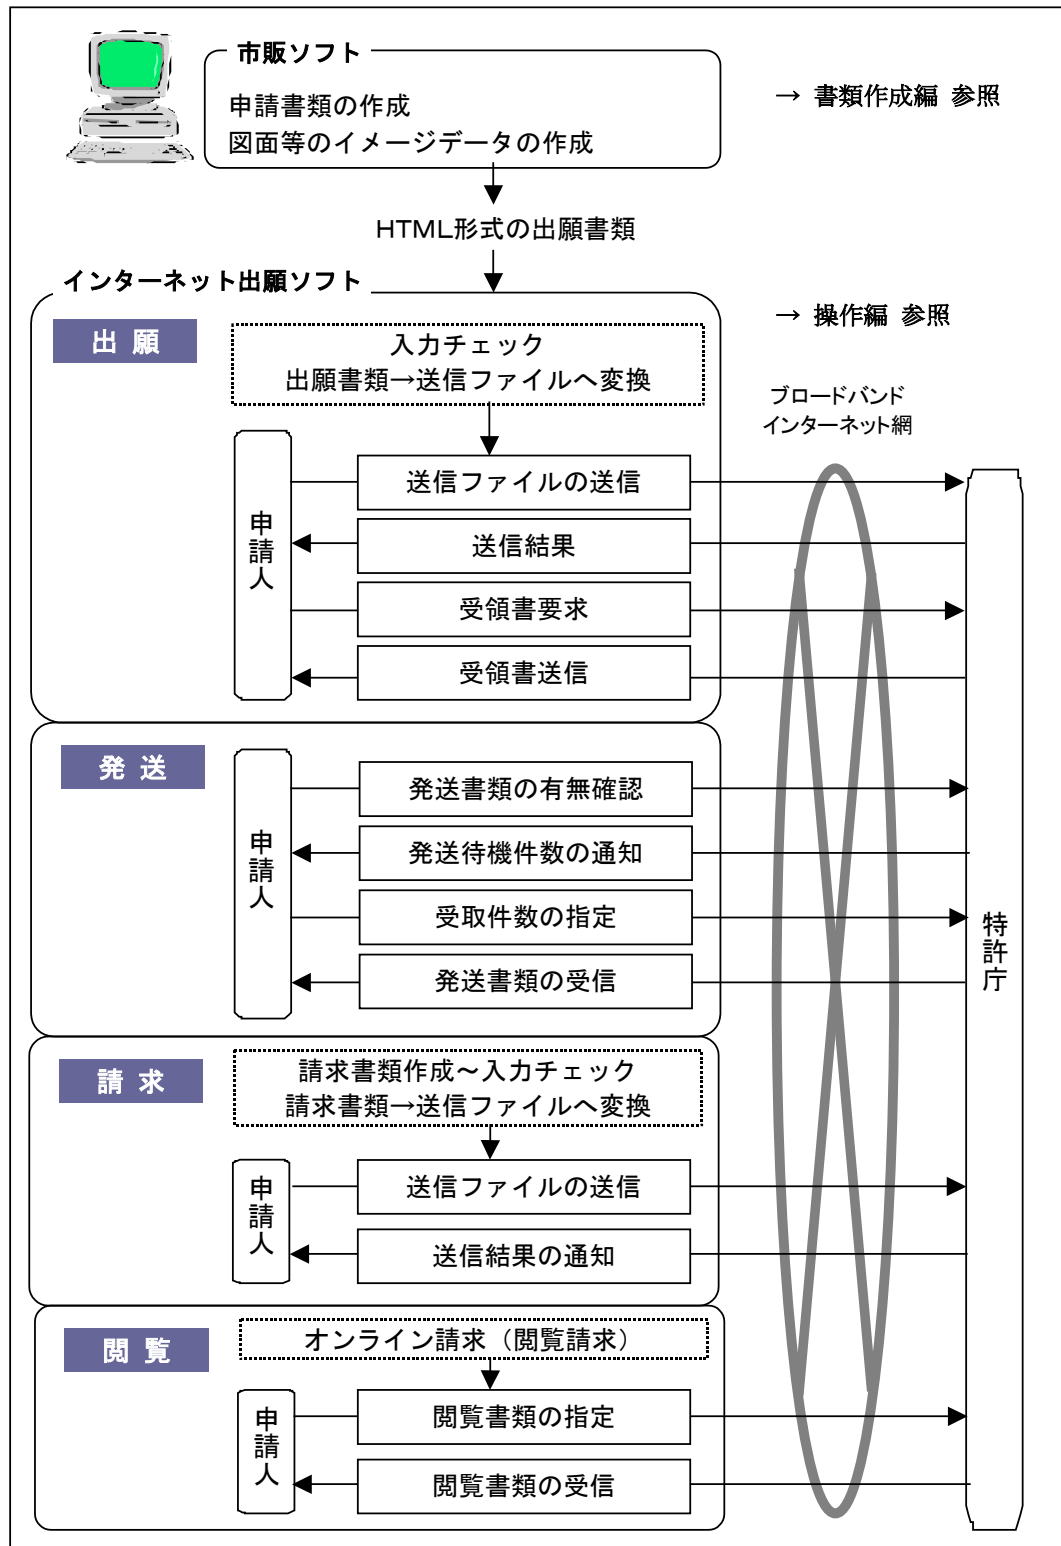 市販ソフト
申請書類の作成
図面等のイメージデータの作成
→ 書類作成編 参照
HTML形式の出願書類
インターネット出願ソフト
→ 操作編 参照
出 願
入力チェック
出願書類→送信ファイルへ変換
ブロードバンド
インターネット網
申請人
送信ファイルの送信
送信結果
受領書要求
受領書送信
特許庁
発 送
申請人
発送書類の有無確認
発送待機件数の通知
受取件数の指定
発送書類の受信
請 求
請求書類作成～入力チェック
請求書類→送信ファイルへ変換
申請人
送信ファイルの送信
送信結果の通知
閲 覧
オンライン請求（閲覧請求）
申請人
閲覧書類の指定
閲覧書類の受信